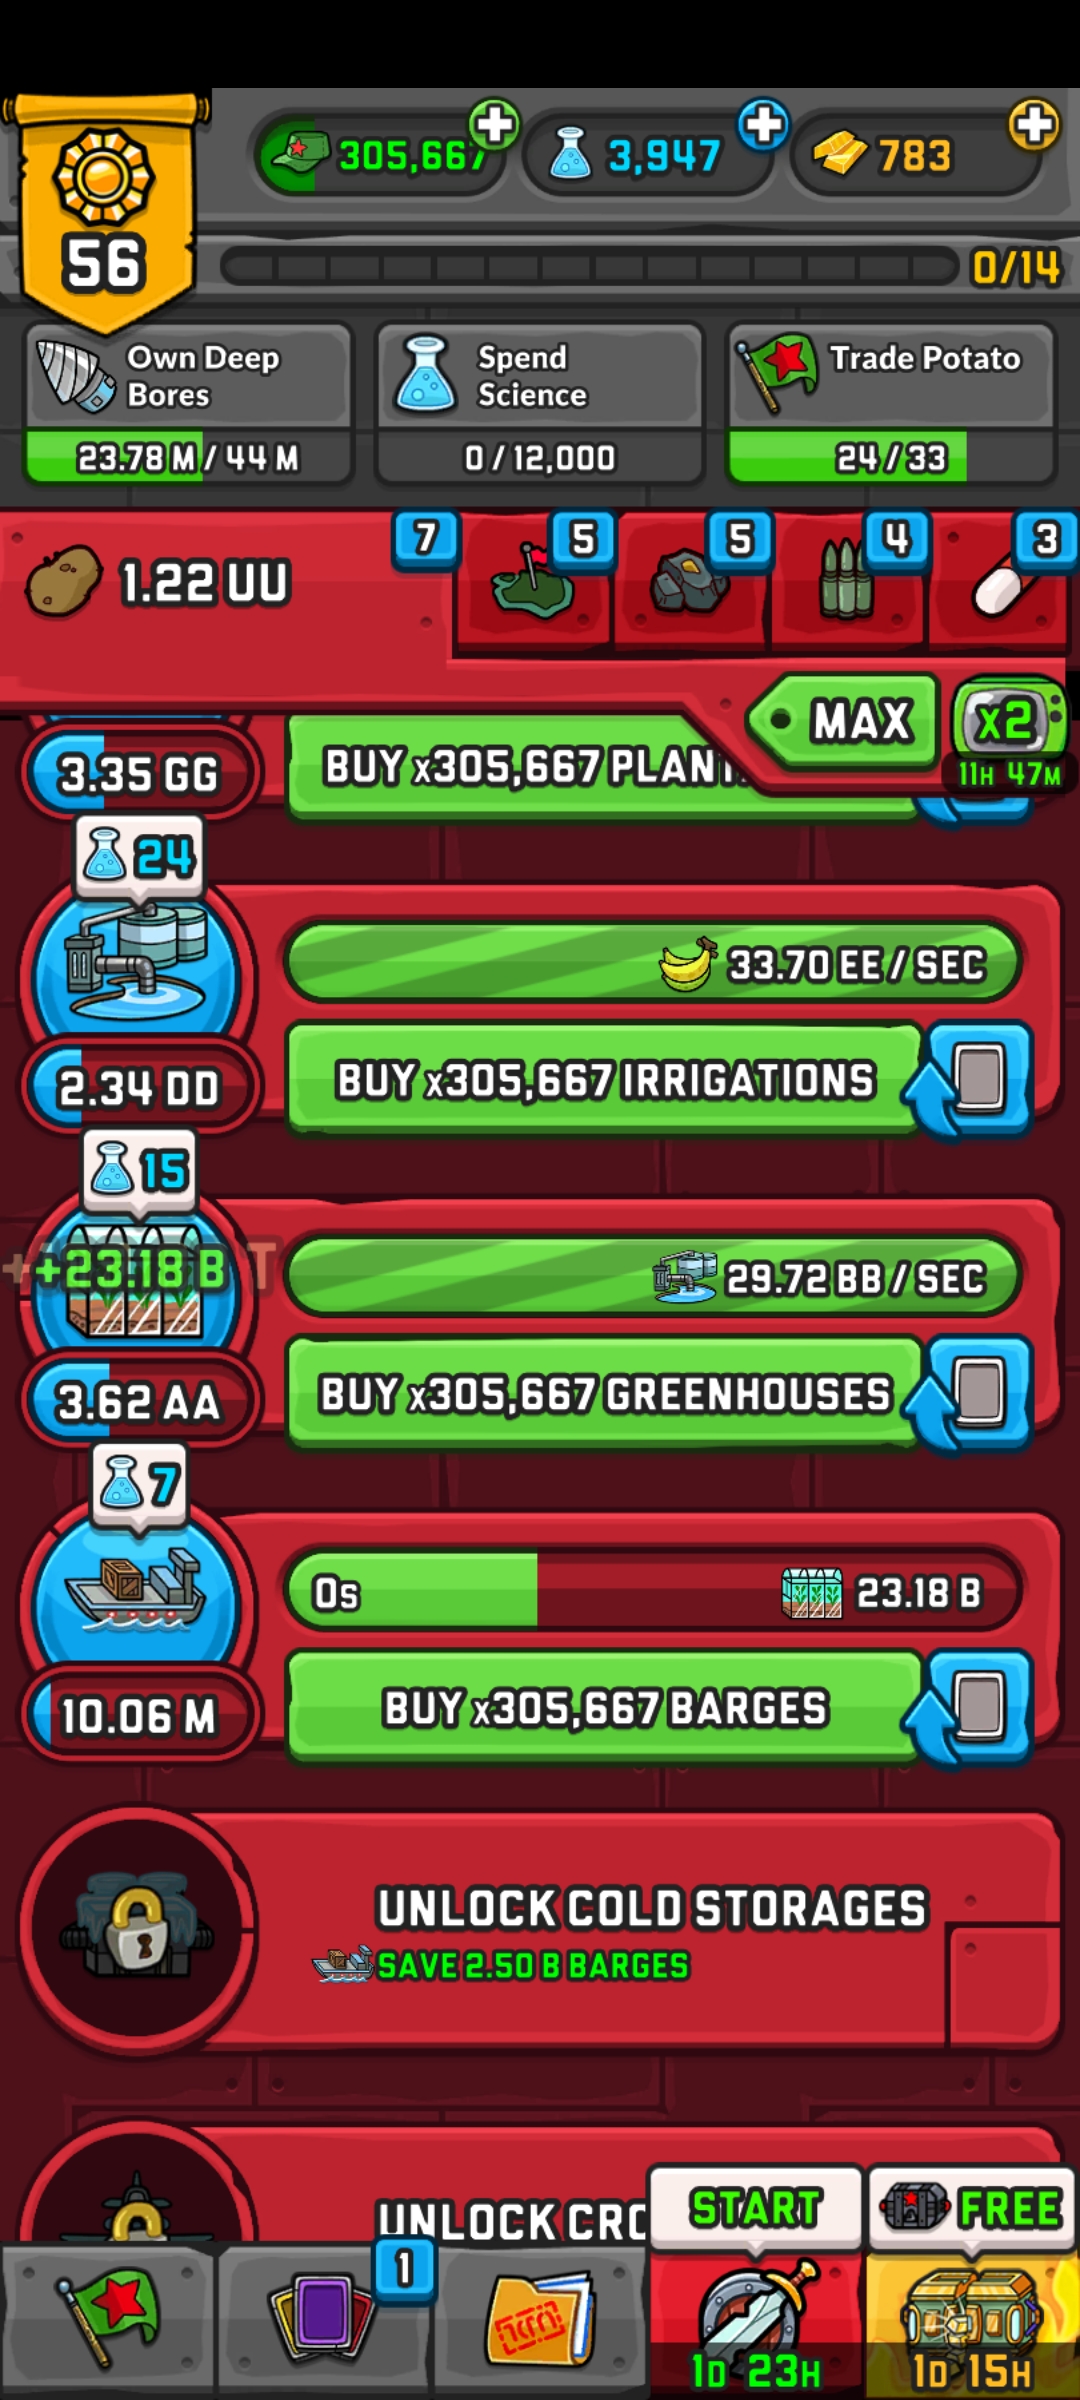 305,667
3,947
783
56
0/14
Own Deep
Bores
23.78 M / 44 M
Spend
Science
0 / 12,000
Trade Potato
24 / 33
1.22 UU
7
5
5
4
3
MAX
x2
11H 47M
3.35 GG
BUY x305,667 PLANT
24
33.70 EE / SEC
2.34 DD
BUY x305,667 IRRIGATIONS
15
+23.18 B
29.72 BB / SEC
3.62 AA
BUY x305,667 GREENHOUSES
7
0s
23.18 B
10.06 M
BUY x305,667 BARGES
UNLOCK COLD STORAGES
SAVE 2.50 B BARGES
UNLOCK CRO
START
FREE
1
1D 23H
1D 15H